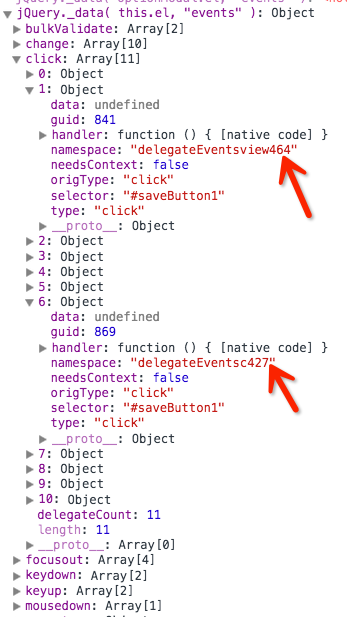 jQuery._data( this.el, "events" ): Object
bulkValidate: Array[2]
change: Array[10]
click: Array[11]
0: Object
1: Object
data: undefined
guid: 841
handler: function () { [native code] }
namespace: "delegateEventsview464"
needsContext: false
origType: "click"
selector: "#saveButton1"
type: "click"
__proto__: Object
2: Object
3: Object
4: Object
5: Object
6: Object
data: undefined
guid: 869
handler: function () { [native code] }
namespace: "delegateEventsc427"
needsContext: false
origType: "click"
selector: "#saveButton1"
type: "click"
__proto__: Object
7: Object
8: Object
9: Object
10: Object
delegateCount: 11
length: 11
__proto__: Array[0]
focusout: Array[4]
keydown: Array[2]
keyup: Array[2]
mousedown: Array[1]